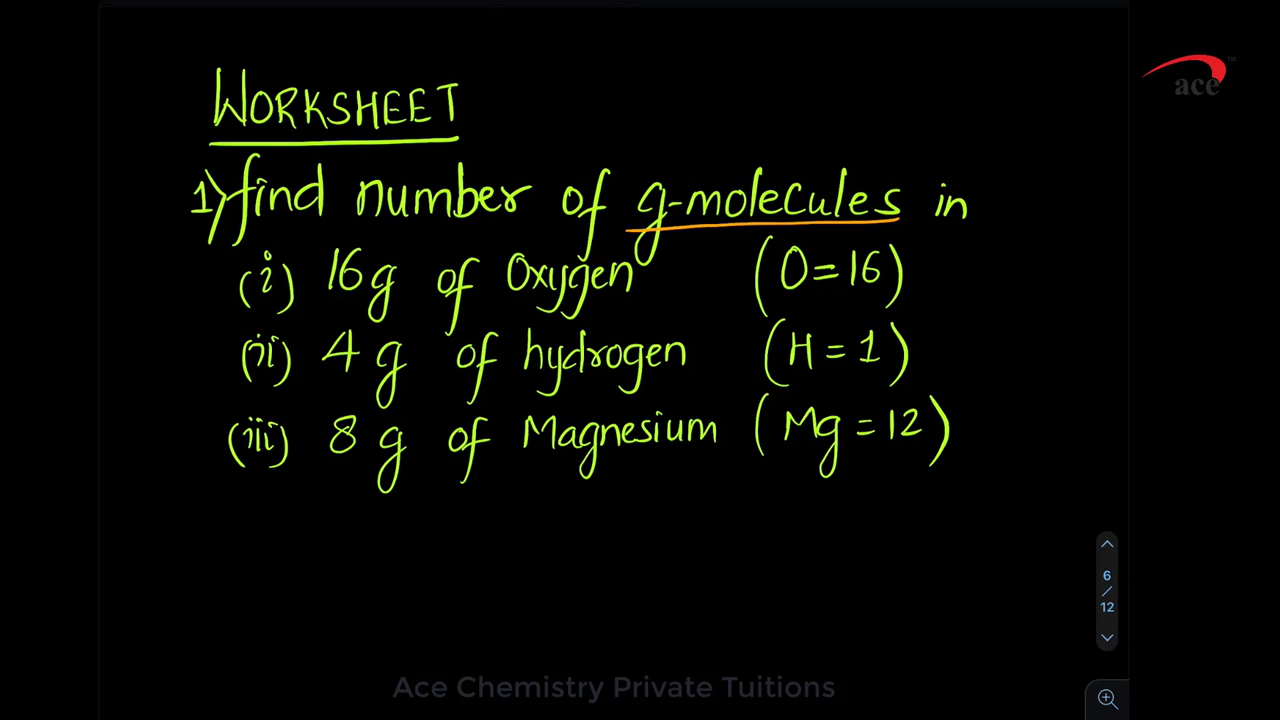 WORKSHEET
1) find number of g-molecules in
(i) 16g of Oxygen (O=16)
(ii) 4 g of hydrogen (H = 1)
(iii) 8 g of Magnesium (Mg = 12)
ace TM
6
/
12
Ace Chemistry Private Tuitions